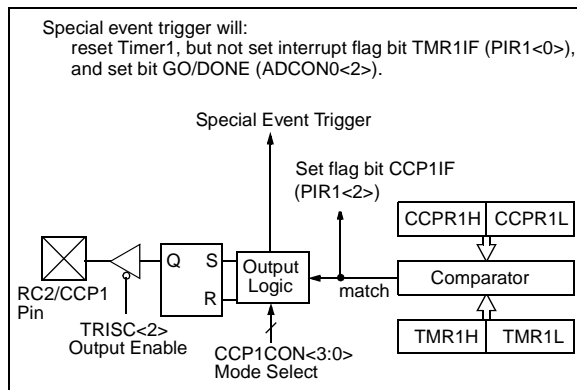 Special event trigger will:
reset Timer1, but not set interrupt flag bit TMR1IF (PIR1<0>),
and set bit GO/DONE (ADCON0<2>).
Special Event Trigger
Set flag bit CCP1IF
(PIR1<2>)
CCPR1H CCPR1L
Q S Output
Logic
R
match
Comparator
RC2/CCP1
Pin
TRISC<2>
Output Enable
CCP1CON<3:0>
Mode Select
TMR1H TMR1L